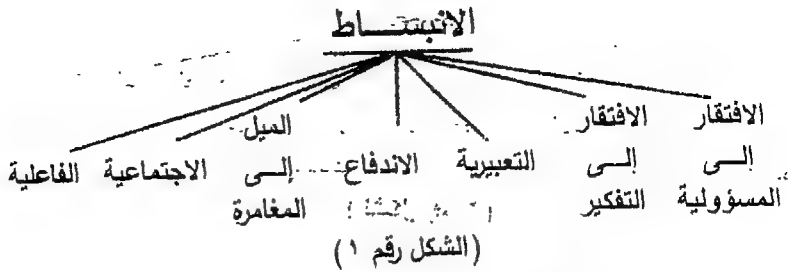 الانبساط
الافتقار إلى المسؤولية
الافتقار إلى التفكير
التعبيرية
الاندفاع
الميل إلى المغامرة
الاجتماعية
الفاعلية
(الشكل رقم ١)